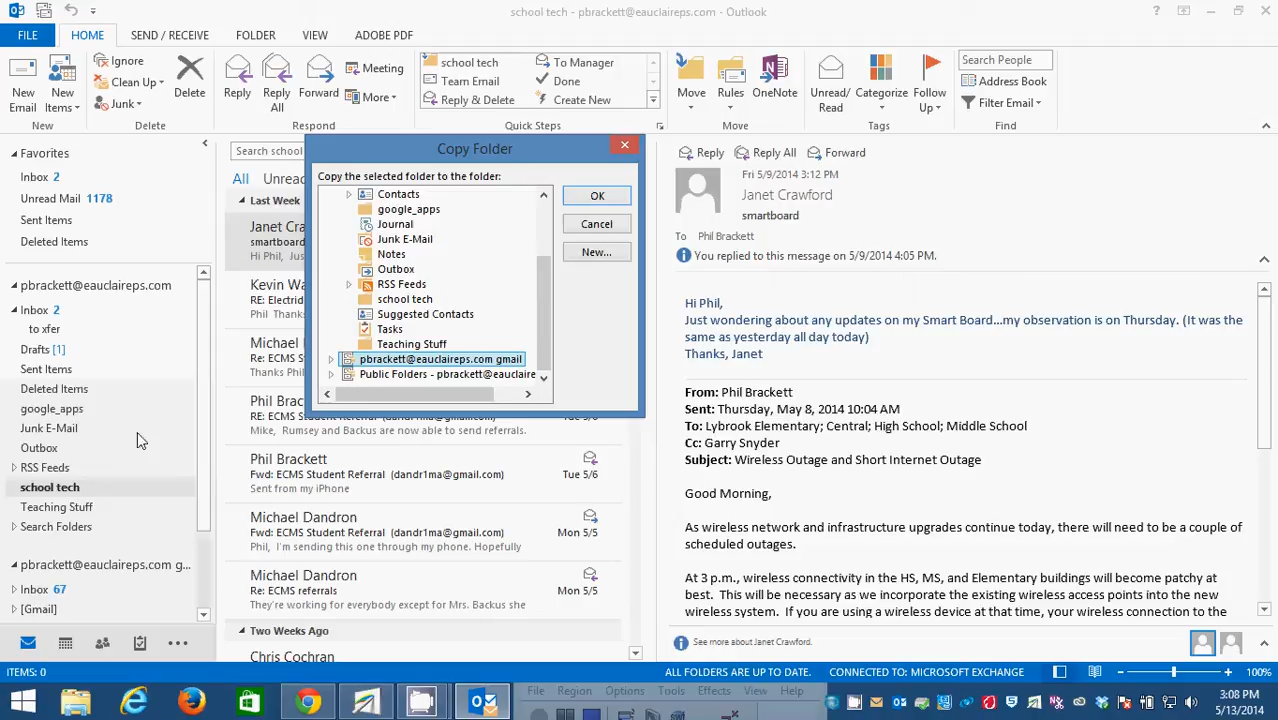 school tech - pbrackett@eauclaireps.com - Outlook
FILE HOME SEND / RECEIVE FOLDER VIEW ADOBE PDF
New Email
New Items
New
Ignore
Clean Up
Junk
Delete
Delete
Reply
Reply All
Forward
Meeting
More
Respond
school tech
Team Email
Reply & Delete
To Manager
Done
Create New
Quick Steps
Move
Rules
OneNote
Move
Unread/ Read
Categorize
Follow Up
Tags
Search People
Address Book
Filter Email
Find
Favorites
Inbox 2
Unread Mail 1178
Sent Items
Deleted Items
pbrackett@eauclaireps.com
Inbox 2
to xfer
Drafts [1]
Sent Items
Deleted Items
google_apps
Junk E-Mail
Outbox
RSS Feeds
school tech
Teaching Stuff
Search Folders
pbrackett@eauclaireps.com g...
Inbox 67
[Gmail]
Search schoo
All Unrea
Last Week
Janet Cra
smartboard
Hi Phil, Jus
Kevin Wa
RE: Electrid
Phil Thanks
Michael
RE: ECMS
Thanks Phi
Phil Brac
Fwd: ECMS Student Referral (dandr1ma@gmail.com)
Mike, Rumsey and Backus are now able to send referrals.
Phil Brackett
Fwd: ECMS Student Referral (dandr1ma@gmail.com) Tue 5/6
Sent from my iPhone
Michael Dandron
Fwd: ECMS Student Referral (dandr1ma@gmail.com) Mon 5/5
Phil, I'm sending this one through my phone. Hopefully
Michael Dandron
Re: ECMS referrals Mon 5/5
They're working for everybody except for Mrs. Backus she
Two Weeks Ago
Chris Cochran
Copy Folder
Copy the selected folder to the folder:
Contacts
google_apps
Journal
Junk E-Mail
Notes
Outbox
RSS Feeds
school tech
Suggested Contacts
Tasks
Teaching Stuff
pbrackett@eauclaireps.com gmail
Public Folders - pbrackett@eauclaire
OK
Cancel
New...
Reply Reply All Forward
Fri 5/9/2014 3:12 PM
Janet Crawford
smartboard
To Phil Brackett
You replied to this message on 5/9/2014 4:05 PM.
Hi Phil,
Just wondering about any updates on my Smart Board...my observation is on Thursday. (It was the
same as yesterday all day today)
Thanks, Janet
From: Phil Brackett
Sent: Thursday, May 8, 2014 10:04 AM
To: Lybrook Elementary; Central; High School; Middle School
Cc: Garry Snyder
Subject: Wireless Outage and Short Internet Outage
Good Morning,
As wireless network and infrastructure upgrades continue today, there will need to be a couple of
scheduled outages.
At 3 p.m., wireless connectivity in the HS, MS, and Elementary buildings will become patchy at
best. This will be necessary as we incorporate the existing wireless access points into the new
wireless system. If you are using a wireless device at that time, your wireless connection to the
See more about Janet Crawford.
ITEMS: 0 ALL FOLDERS ARE UP TO DATE. CONNECTED TO: MICROSOFT EXCHANGE 100%
File Region Options Tools Effects View Help
3:08 PM
5/13/2014